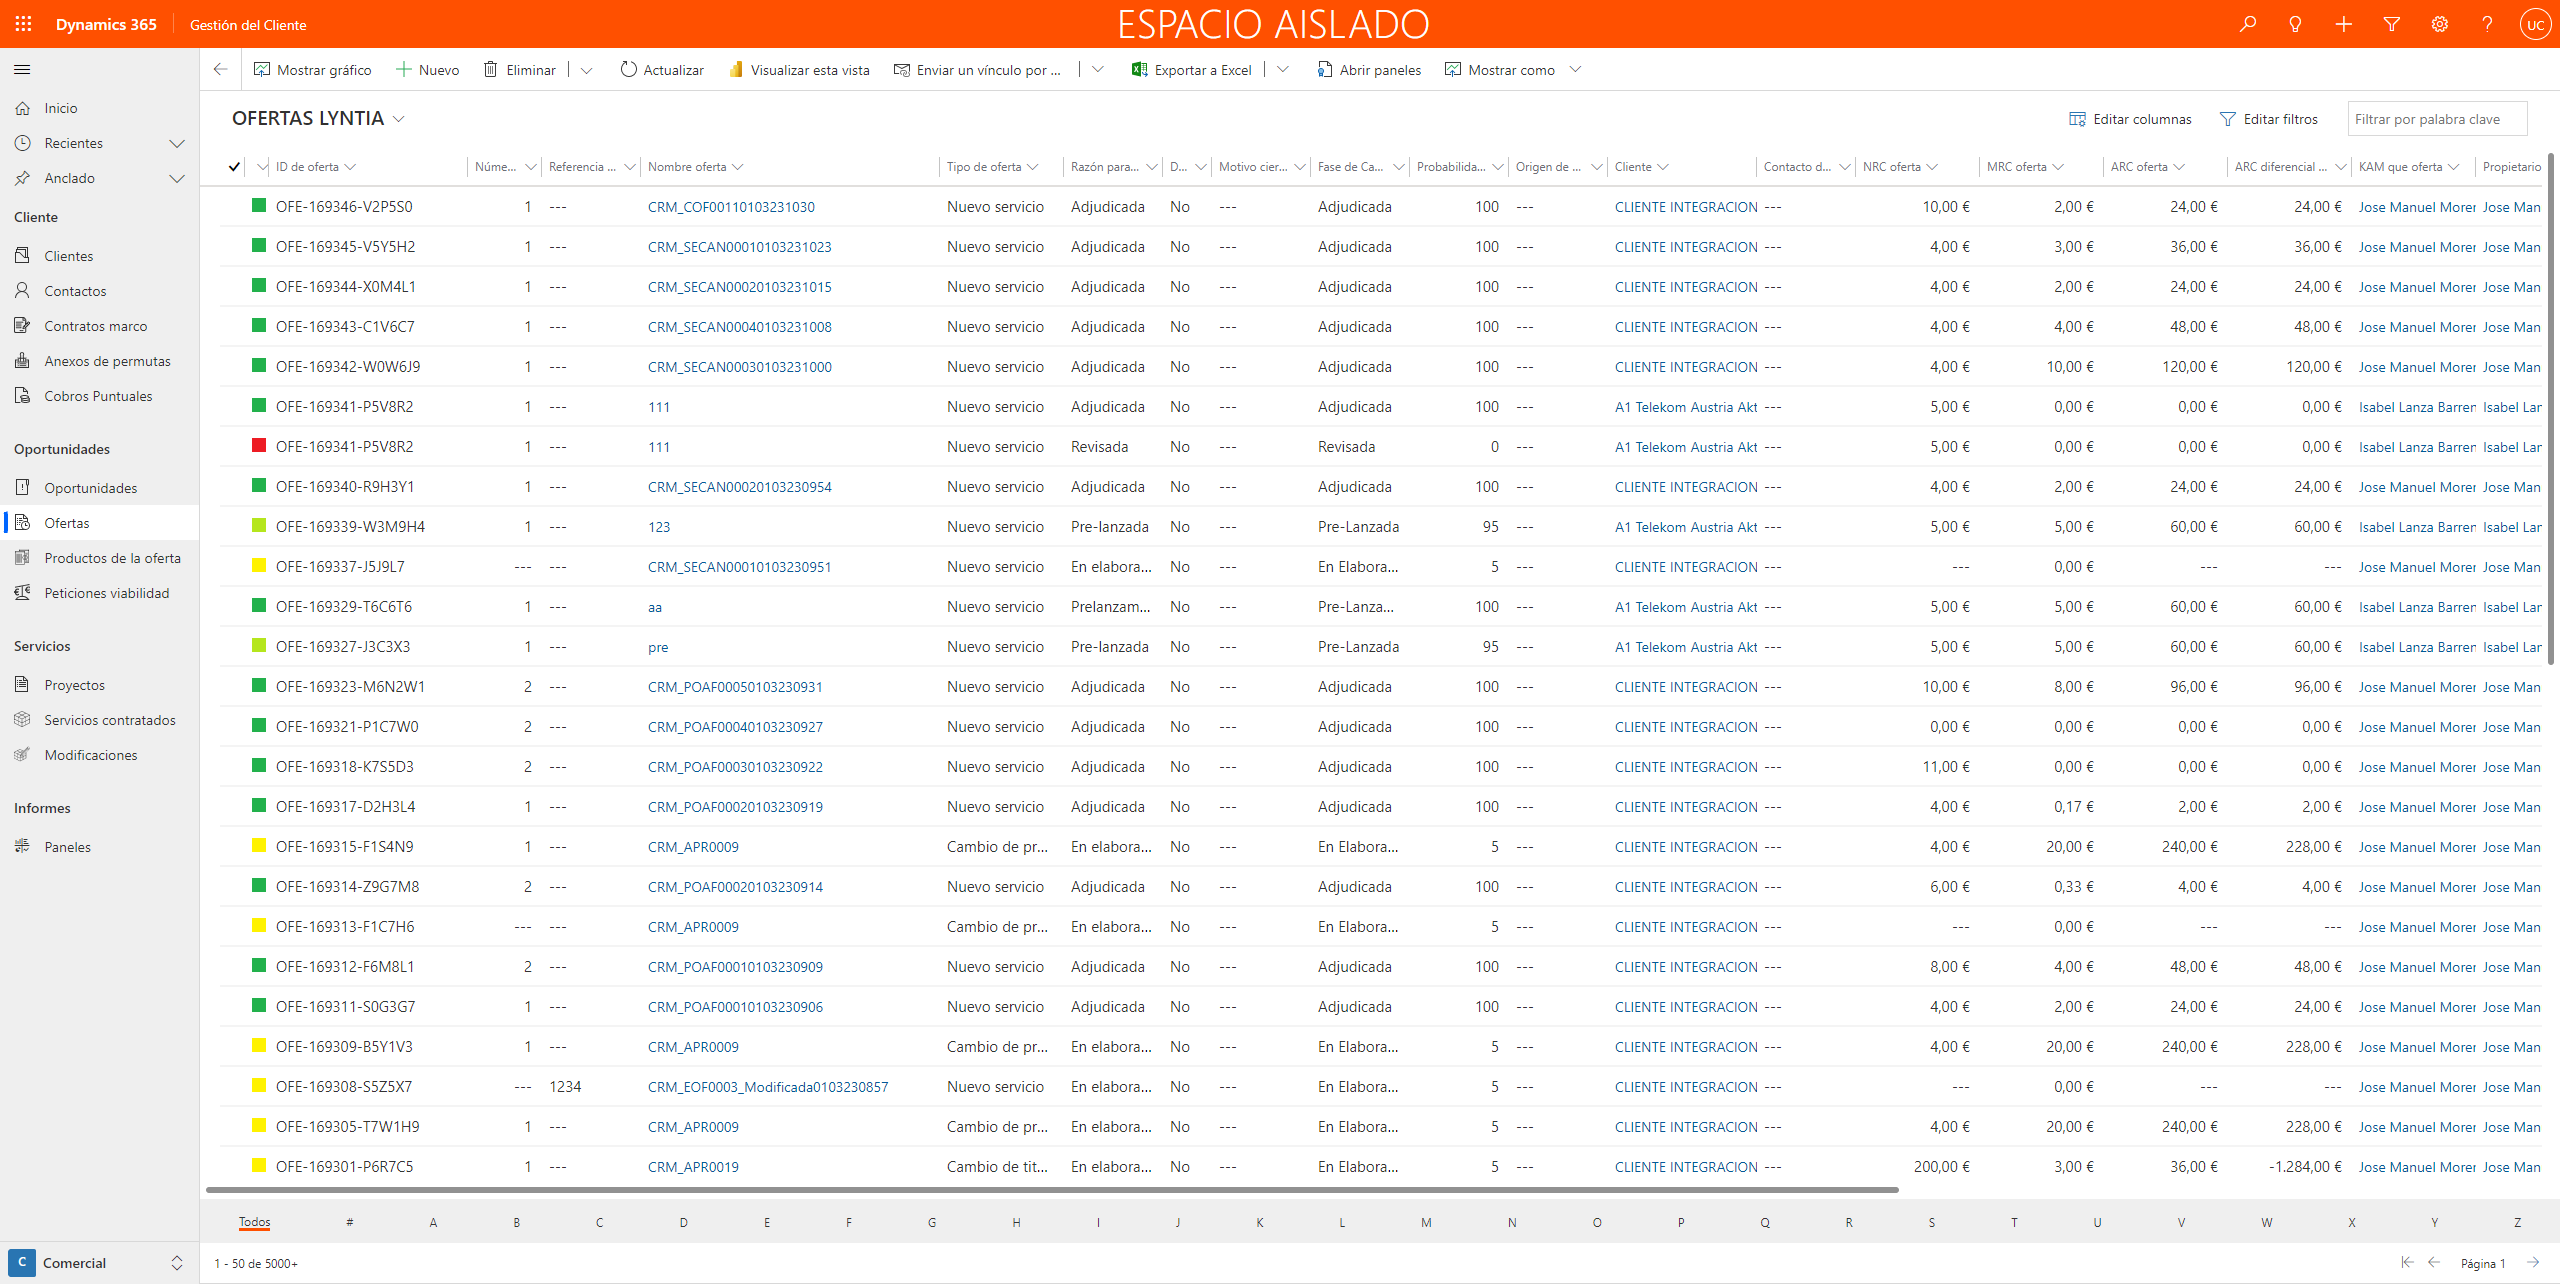 Dynamics 365 Gestión del Cliente ESPACIO AISLADO UC
Mostrar gráfico Nuevo Eliminar Actualizar Visualizar esta vista Enviar un vínculo por ... Exportar a Excel Abrir paneles Mostrar como
Inicio
Recientes
Anclado
Cliente
Clientes
Contactos
Contratos marco
Anexos de permutas
Cobros Puntuales
Oportunidades
Oportunidades
Ofertas
Productos de la oferta
Peticiones viabilidad
Servicios
Proyectos
Servicios contratados
Modificaciones
Informes
Paneles
C Comercial
OFERTAS LYNTIA Editar columnas Editar filtros Filtrar por palabra clave
ID de oferta Núme... Referencia ... Nombre oferta Tipo de oferta Razón para... D... Motivo cier... Fase de Ca... Probabilida... Origen de ... Cliente Contacto d... NRC oferta MRC oferta ARC oferta ARC diferencial ... KAM que oferta Propietario
OFE-169346-V2P5S0 1 --- CRM_COF00110103231030 Nuevo servicio Adjudicada No --- Adjudicada 100 --- CLIENTE INTEGRACION --- 10,00 € 2,00 € 24,00 € 24,00 € Jose Manuel Morer Jose Man
OFE-169345-V5Y5H2 1 --- CRM_SECAN00010103231023 Nuevo servicio Adjudicada No --- Adjudicada 100 --- CLIENTE INTEGRACION --- 4,00 € 3,00 € 36,00 € 36,00 € Jose Manuel Morer Jose Man
OFE-169344-X0M4L1 1 --- CRM_SECAN00020103231015 Nuevo servicio Adjudicada No --- Adjudicada 100 --- CLIENTE INTEGRACION --- 4,00 € 2,00 € 24,00 € 24,00 € Jose Manuel Morer Jose Man
OFE-169343-C1V6C7 1 --- CRM_SECAN00040103231008 Nuevo servicio Adjudicada No --- Adjudicada 100 --- CLIENTE INTEGRACION --- 4,00 € 4,00 € 48,00 € 48,00 € Jose Manuel Morer Jose Man
OFE-169342-W0W6J9 1 --- CRM_SECAN00030103231000 Nuevo servicio Adjudicada No --- Adjudicada 100 --- CLIENTE INTEGRACION --- 4,00 € 10,00 € 120,00 € 120,00 € Jose Manuel Morer Jose Man
OFE-169341-P5V8R2 1 --- 111 Nuevo servicio Adjudicada No --- Adjudicada 100 --- A1 Telekom Austria Akt --- 5,00 € 0,00 € 0,00 € 0,00 € Isabel Lanza Barren Isabel Lar
OFE-169341-P5V8R2 1 --- 111 Nuevo servicio Revisada No --- Revisada 0 --- A1 Telekom Austria Akt --- 5,00 € 0,00 € 0,00 € 0,00 € Isabel Lanza Barren Isabel Lar
OFE-169340-R9H3Y1 1 --- CRM_SECAN00020103230954 Nuevo servicio Adjudicada No --- Adjudicada 100 --- CLIENTE INTEGRACION --- 4,00 € 2,00 € 24,00 € 24,00 € Jose Manuel Morer Jose Man
OFE-169339-W3M9H4 1 --- 123 Nuevo servicio Pre-lanzada No --- Pre-Lanzada 95 --- A1 Telekom Austria Akt --- 5,00 € 5,00 € 60,00 € 60,00 € Isabel Lanza Barren Isabel Lar
OFE-169337-J5J9L7 --- --- CRM_SECAN00010103230951 Nuevo servicio En elabora... No --- En Elabora... 5 --- CLIENTE INTEGRACION --- --- 0,00 € --- --- Jose Manuel Morer Jose Man
OFE-169329-T6C6T6 1 --- aa Nuevo servicio Prelanzam... No --- Pre-Lanza... 100 --- A1 Telekom Austria Akt --- 5,00 € 5,00 € 60,00 € 60,00 € Isabel Lanza Barren Isabel Lar
OFE-169327-J3C3X3 1 --- pre Nuevo servicio Pre-lanzada No --- Pre-Lanzada 95 --- A1 Telekom Austria Akt --- 5,00 € 5,00 € 60,00 € 60,00 € Isabel Lanza Barren Isabel Lar
OFE-169323-M6N2W1 2 --- CRM_POAF00050103230931 Nuevo servicio Adjudicada No --- Adjudicada 100 --- CLIENTE INTEGRACION --- 10,00 € 8,00 € 96,00 € 96,00 € Jose Manuel Morer Jose Man
OFE-169321-P1C7W0 2 --- CRM_POAF00040103230927 Nuevo servicio Adjudicada No --- Adjudicada 100 --- CLIENTE INTEGRACION --- 0,00 € 0,00 € 0,00 € 0,00 € Jose Manuel Morer Jose Man
OFE-169318-K7S5D3 2 --- CRM_POAF00030103230922 Nuevo servicio Adjudicada No --- Adjudicada 100 --- CLIENTE INTEGRACION --- 11,00 € 0,00 € 0,00 € 0,00 € Jose Manuel Morer Jose Man
OFE-169317-D2H3L4 1 --- CRM_POAF00020103230919 Nuevo servicio Adjudicada No --- Adjudicada 100 --- CLIENTE INTEGRACION --- 4,00 € 0,17 € 2,00 € 2,00 € Jose Manuel Morer Jose Man
OFE-169315-F1S4N9 1 --- CRM_APR0009 Cambio de pr... En elabora... No --- En Elabora... 5 --- CLIENTE INTEGRACION --- 4,00 € 20,00 € 240,00 € 228,00 € Jose Manuel Morer Jose Man
OFE-169314-Z9G7M8 2 --- CRM_POAF00020103230914 Nuevo servicio Adjudicada No --- Adjudicada 100 --- CLIENTE INTEGRACION --- 6,00 € 0,33 € 4,00 € 4,00 € Jose Manuel Morer Jose Man
OFE-169313-F1C7H6 --- --- CRM_APR0009 Cambio de pr... En elabora... No --- En Elabora... 5 --- CLIENTE INTEGRACION --- --- 0,00 € --- --- Jose Manuel Morer Jose Man
OFE-169312-F6M8L1 2 --- CRM_POAF00010103230909 Nuevo servicio Adjudicada No --- Adjudicada 100 --- CLIENTE INTEGRACION --- 8,00 € 4,00 € 48,00 € 48,00 € Jose Manuel Morer Jose Man
OFE-169311-S0G3G7 1 --- CRM_POAF00010103230906 Nuevo servicio Adjudicada No --- Adjudicada 100 --- CLIENTE INTEGRACION --- 4,00 € 2,00 € 24,00 € 24,00 € Jose Manuel Morer Jose Man
OFE-169309-B5Y1V3 1 --- CRM_APR0009 Cambio de pr... En elabora... No --- En Elabora... 5 --- CLIENTE INTEGRACION --- 4,00 € 20,00 € 240,00 € 228,00 € Jose Manuel Morer Jose Man
OFE-169308-S5Z5X7 --- 1234 CRM_EOF0003_Modificada0103230857 Nuevo servicio En elabora... No --- En Elabora... 5 --- CLIENTE INTEGRACION --- --- 0,00 € --- --- Jose Manuel Morer Jose Man
OFE-169305-T7W1H9 1 --- CRM_APR0009 Cambio de pr... En elabora... No --- En Elabora... 5 --- CLIENTE INTEGRACION --- 4,00 € 20,00 € 240,00 € 228,00 € Jose Manuel Morer Jose Man
OFE-169301-P6R7C5 1 --- CRM_APR0019 Cambio de tit... En elabora... No --- En Elabora... 5 --- CLIENTE INTEGRACION --- 200,00 € 3,00 € 36,00 € -1.284,00 € Jose Manuel Morer Jose Man
Todos # A B C D E F G H I J K L M N O P Q R S T U V W X Y Z
1 - 50 de 5000+ Página 1